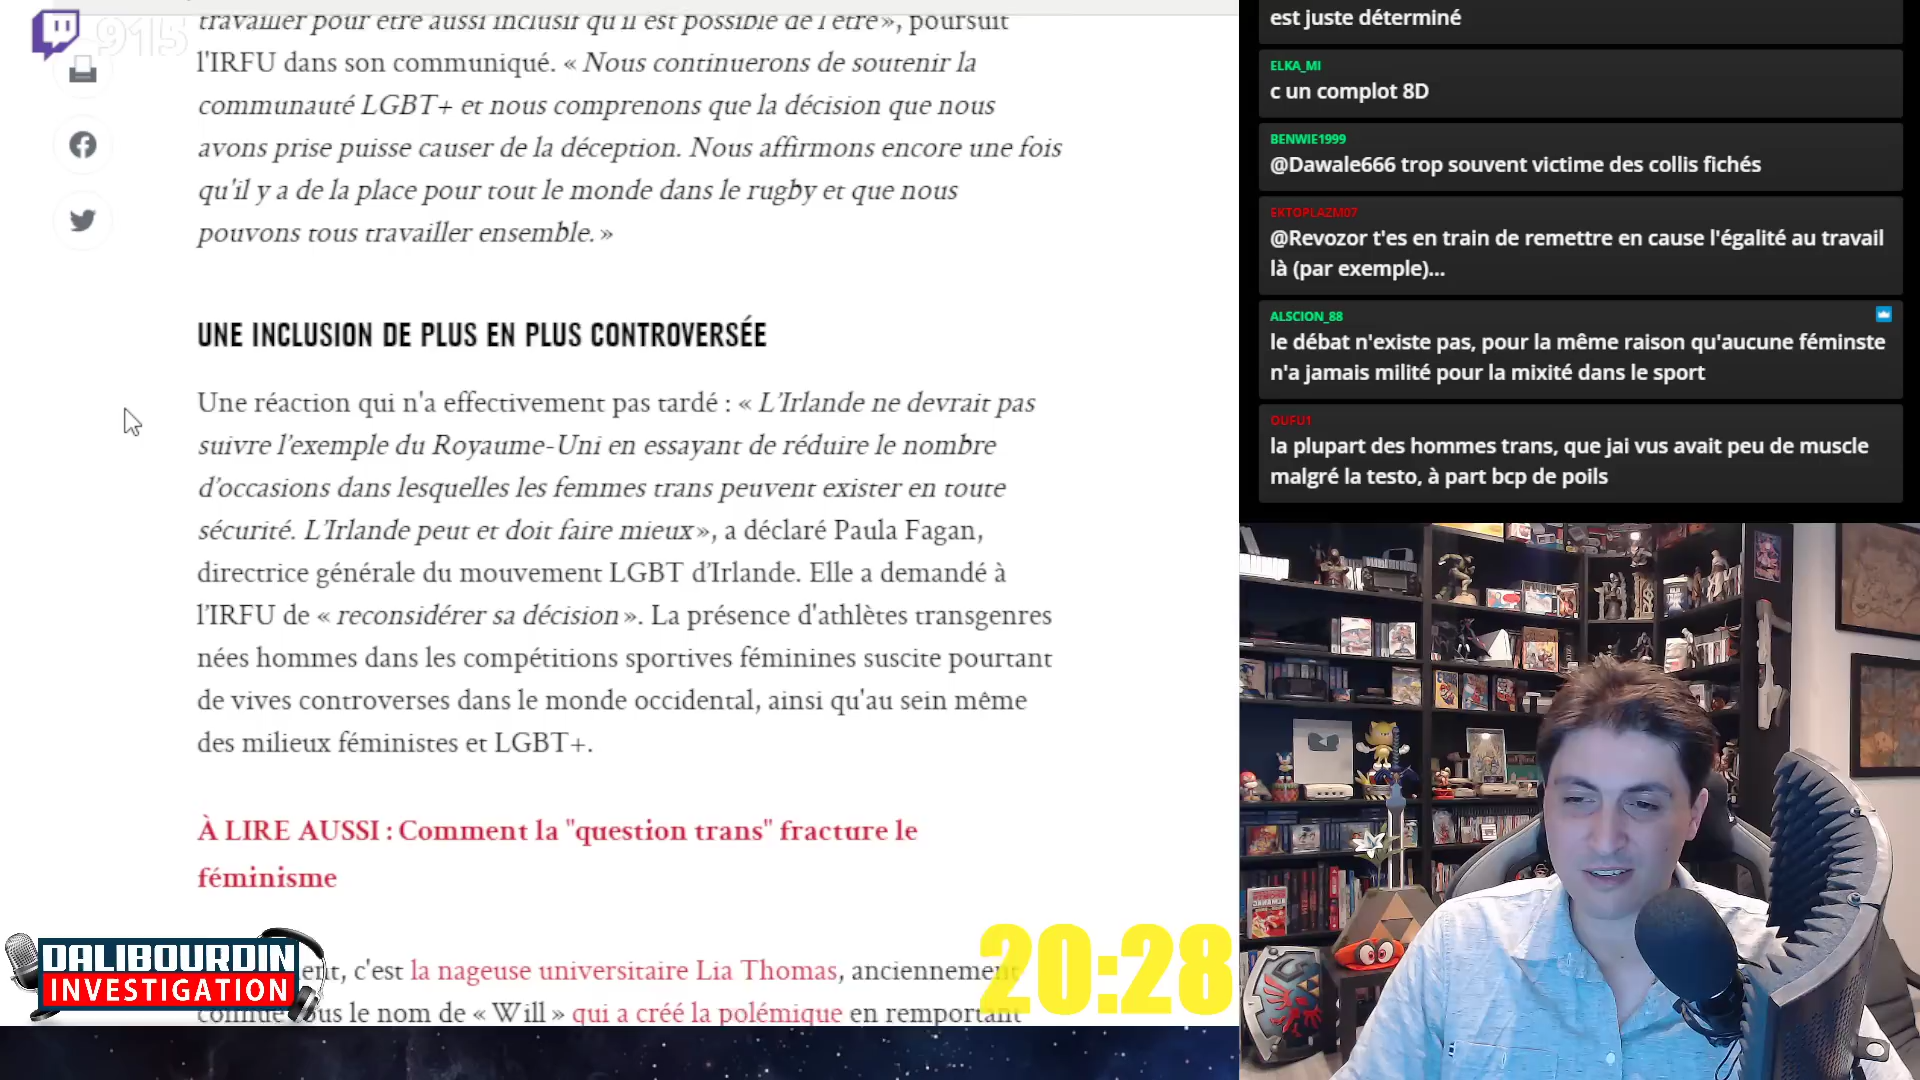 915
travailler pour être aussi inclusif qu'il est possible de l'être », poursuit
l'IRFU dans son communiqué. « Nous continuerons de soutenir la
communauté LGBT+ et nous comprenons que la décision que nous
avons prise puisse causer de la déception. Nous affirmons encore une fois
qu'il y a de la place pour tout le monde dans le rugby et que nous
pouvons tous travailler ensemble. »
UNE INCLUSION DE PLUS EN PLUS CONTROVERSÉE
Une réaction qui n'a effectivement pas tardé : « L'Irlande ne devrait pas
suivre l'exemple du Royaume-Uni en essayant de réduire le nombre
d'occasions dans lesquelles les femmes trans peuvent exister en toute
sécurité. L'Irlande peut et doit faire mieux », a déclaré Paula Fagan,
directrice générale du mouvement LGBT d'Irlande. Elle a demandé à
l'IRFU de « reconsidérer sa décision ». La présence d'athlètes transgenres
nées hommes dans les compétitions sportives féminines suscite pourtant
de vives controverses dans le monde occidental, ainsi qu'au sein même
des milieux féministes et LGBT+.
À LIRE AUSSI : Comment la "question trans" fracture le
féminisme
ent, c'est la nageuse universitaire Lia Thomas, anciennement
connue sous le nom de « Will » qui a créé la polémique en remportant
DALIBOURDIN
INVESTIGATION
20:28
est juste déterminé
ELKA_MI
c un complot 8D
BENWIE1999
@Dawale666 trop souvent victime des collis fichés
EKTOPLAZM07
@Revozor t'es en train de remettre en cause l'égalité au travail
là (par exemple)...
ALSCION_88
le débat n'existe pas, pour la même raison qu'aucune féminste
n'a jamais milité pour la mixité dans le sport
OUFU1
la plupart des hommes trans, que jai vus avait peu de muscle
malgré la testo, à part bcp de poils